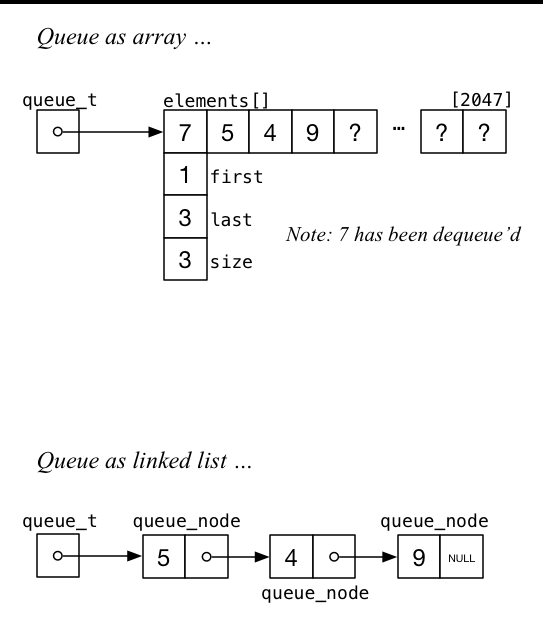 Queue as array …
queue_t elements[] [2047]
7 5 4 9 ? … ? ?
1 first
3 last
Note: 7 has been dequeue’d
3 size
Queue as linked list …
queue_t queue_node queue_node
5 4 9 NULL
queue_node